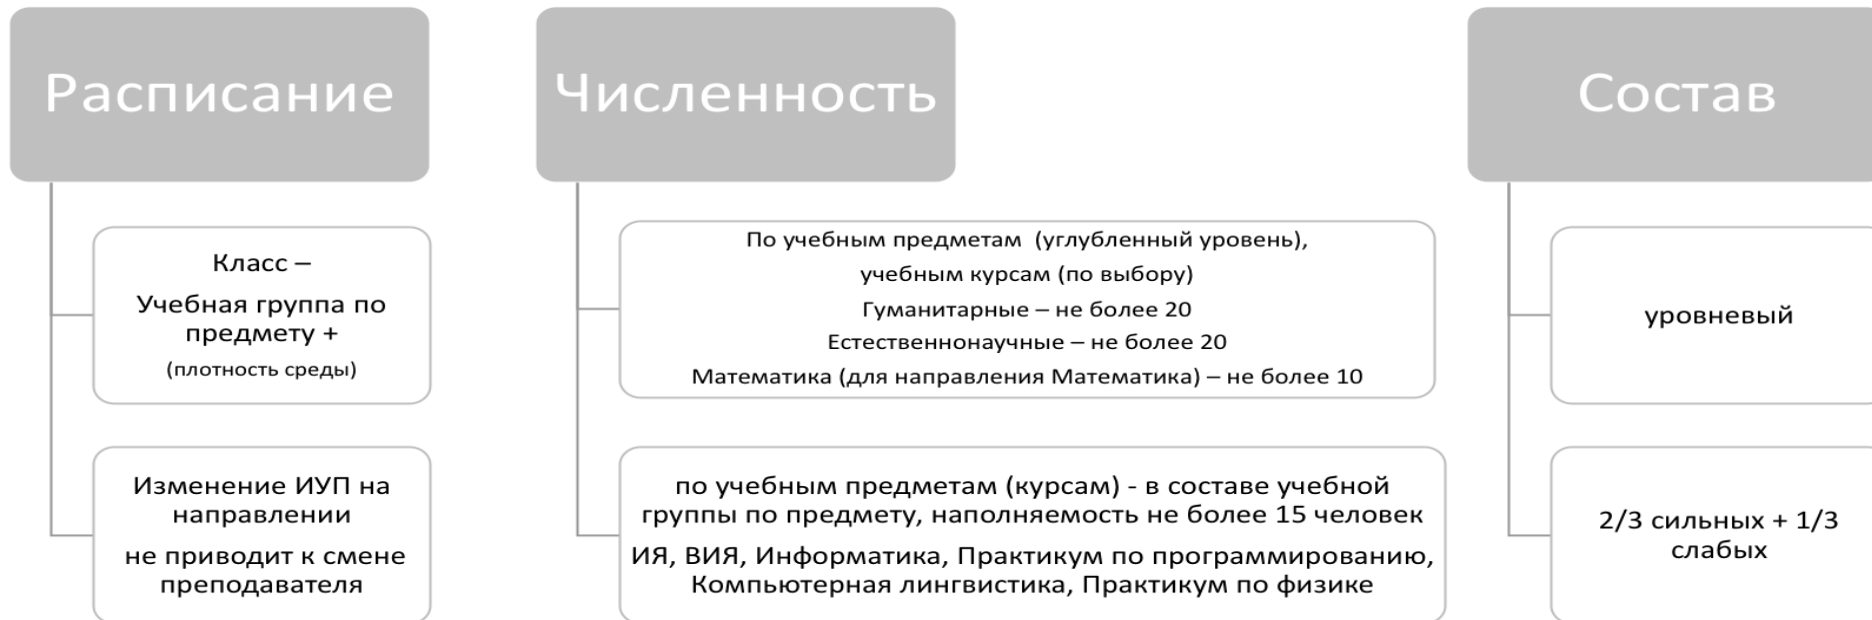 Расписание
Класс –
Учебная группа по
предмету +
(плотность среды)
Изменение ИУП на
направлении
не приводит к смене
преподавателя
Численность
По учебным предметам (углубленный уровень),
учебным курсам (по выбору)
Гуманитарные – не более 20
Естественнонаучные – не более 20
Математика (для направления Математика) – не более 10
по учебным предметам (курсам) - в составе учебной
группы по предмету, наполняемость не более 15 человек
ИЯ, ВИЯ, Информатика, Практикум по программированию,
Компьютерная лингвистика, Практикум по физике
Состав
уровневый
2/3 сильных + 1/3
слабых